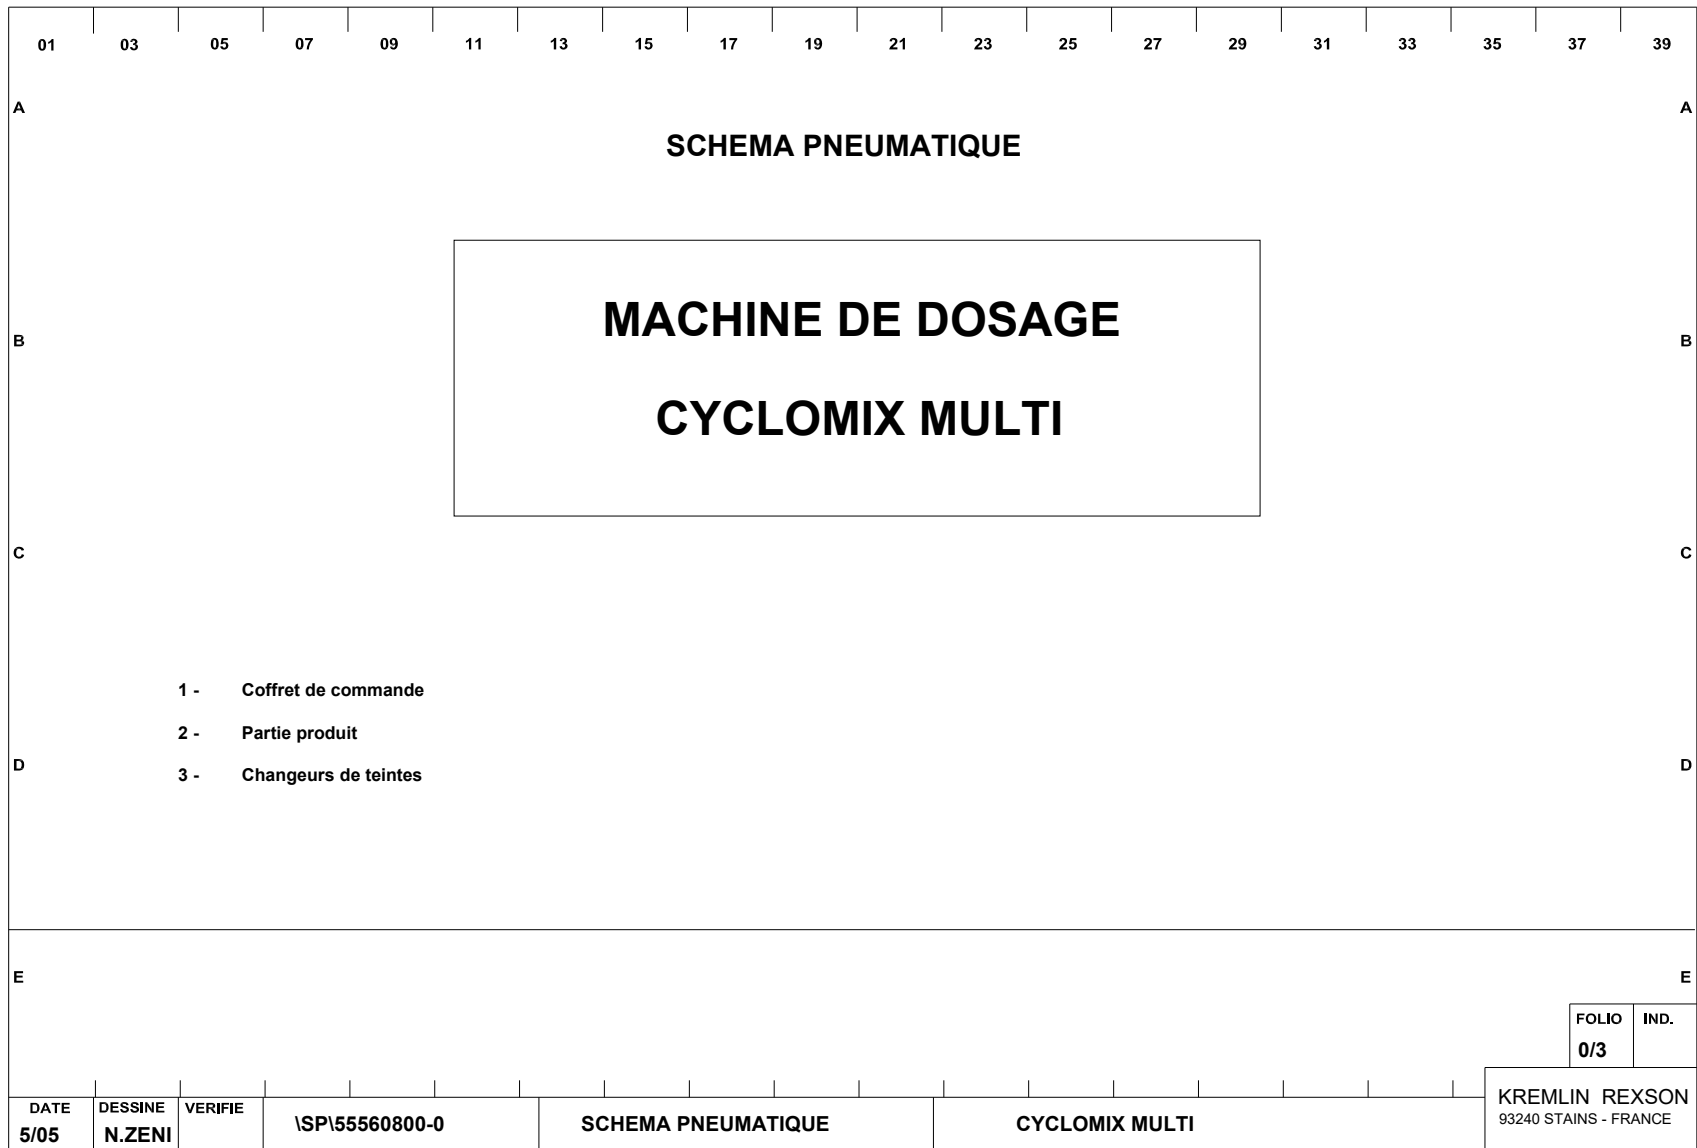 01 03 05 07 09 11 13 15 17 19 21 23 25 27 29 31 33 35 37 39
A A
SCHEMA PNEUMATIQUE
MACHINE DE DOSAGE
B B
CYCLOMIX MULTI
C C
1 - Coffret de commande
2 - Partie produit
D D
3 - Changeurs de teintes
E E
FOLIO IND.
0/3
KREMLIN REXSON
93240 STAINS - FRANCE
DATE DESSINE VERIFIE
5/05 N.ZENI \SP\55560800-0 SCHEMA PNEUMATIQUE CYCLOMIX MULTI